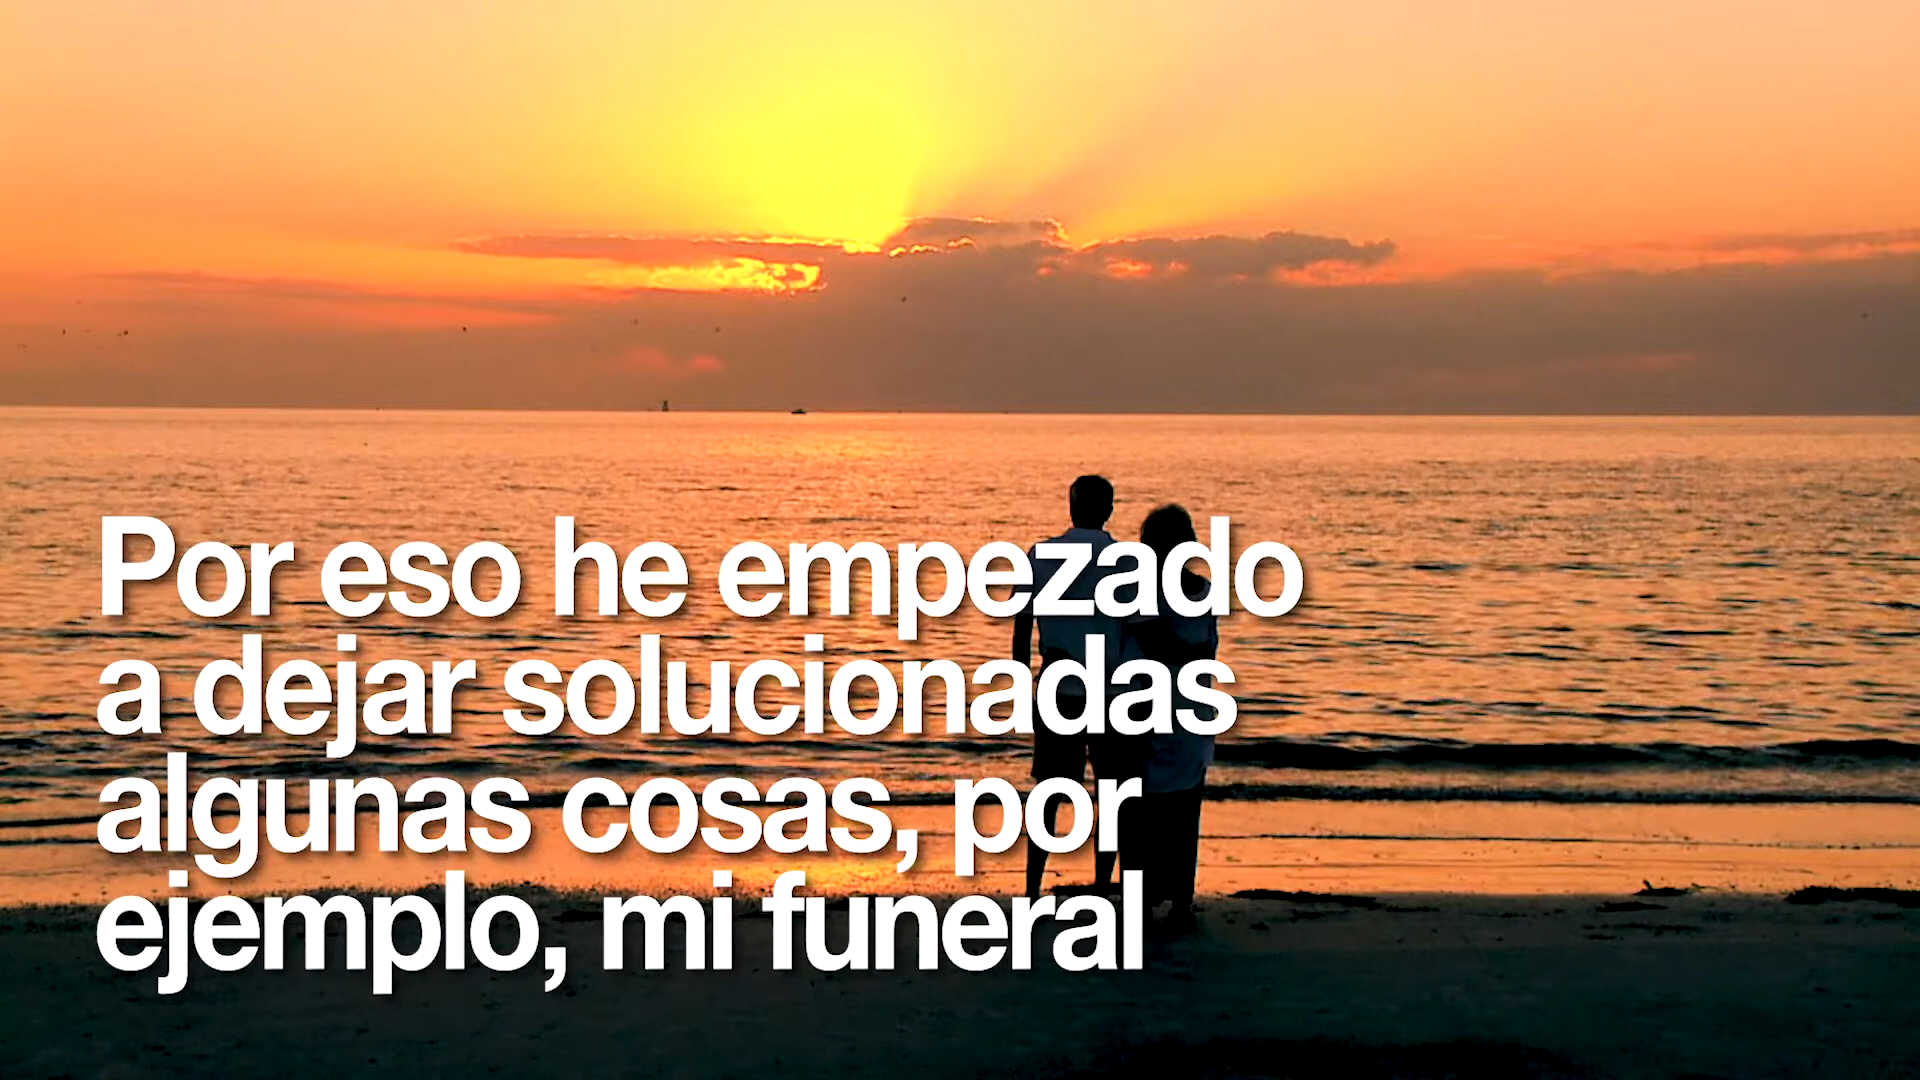 Por eso he empezado
a dejar solucionadas
algunas cosas, por
ejemplo, mi funeral